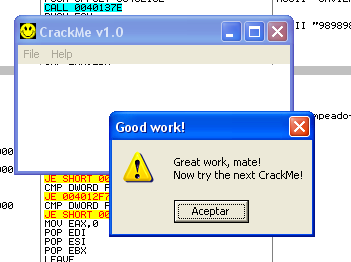 CALL 0040137E
CrackMe v1.0
File Help
Good work!
Great work, mate!
Now try the next CrackMe!
Aceptar
JE SHORT 00
CMP DWORD P
JE 004012F7
CMP DWORD P
JE SHORT 00
MOV EAX,0
POP EDI
POP ESI
POP EBX
LEAVE